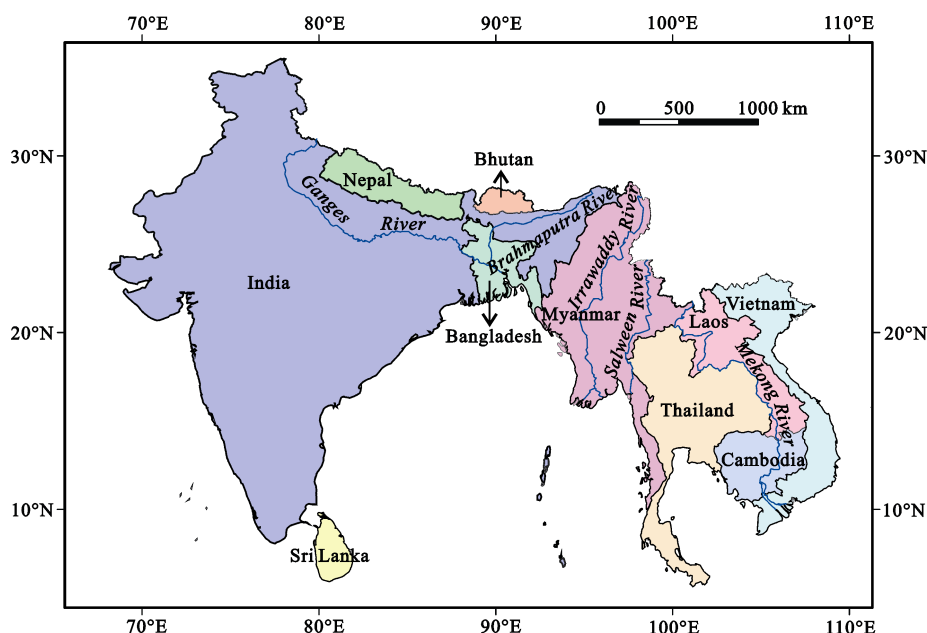 70°E 80°E 90°E 100°E 110°E
0 500 1000 km
30°N 30°N
Bhutan
Nepal
Ganges River
Brahmaputra River
Irrawaddy River
India
Salween River
Vietnam
Myanmar
Laos
20°N 20°N
Bangladesh
Mekong River
Thailand
Cambodia
10°N 10°N
Sri Lanka
70°E 80°E 90°E 100°E 110°E